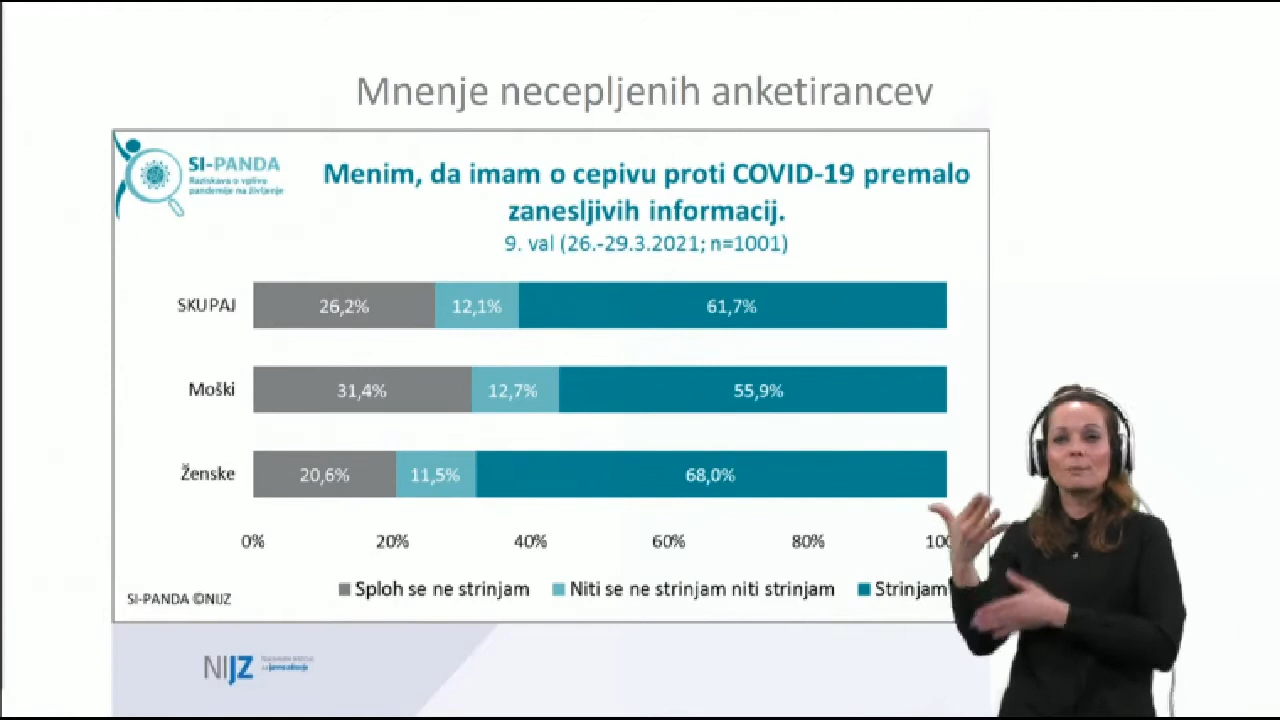 Mnenje necepljenih anketirancev
SI-PANDA
Raziskava o vplivu
pandemije na življenje
Menim, da imam o cepivu proti COVID-19 premalo
zanesljivih informacij.
9. val (26.-29.3.2021; n=1001)
SKUPAJ 26,2% 12,1% 61,7%
Moški 31,4% 12,7% 55,9%
Ženske 20,6% 11,5% 68,0%
0% 20% 40% 60% 80% 100
Sploh se ne strinjam Niti se ne strinjam niti strinjam Strinjam
SI-PANDA ©NIJZ
NIJZ